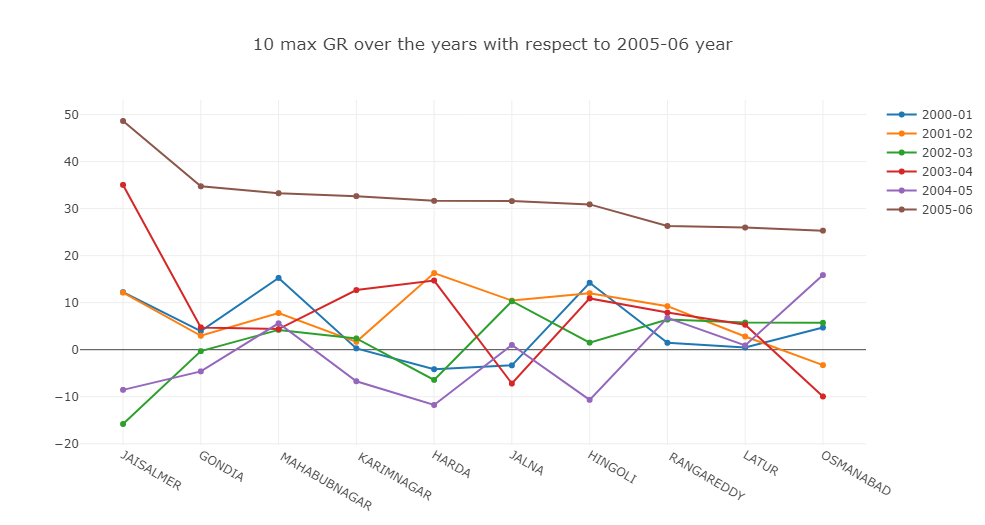 10 max GR over the years with respect to 2005-06 year
50
40
30
20
10
0
−10
−20
JAISALMER
GONDIA
MAHABUBNAGAR
KARIMNAGAR
HARDA
JALNA
HINGOLI
RANGAREDDY
LATUR
OSMANABAD
2000-01
2001-02
2002-03
2003-04
2004-05
2005-06